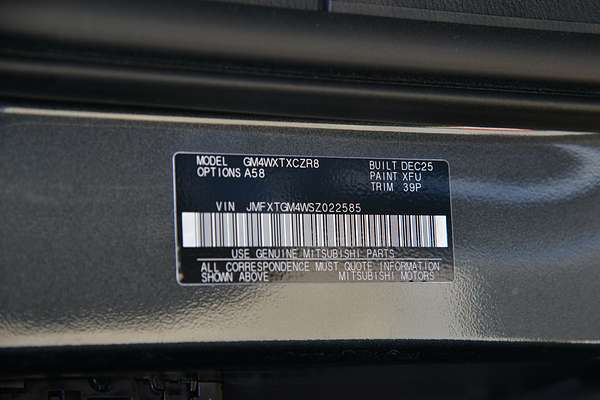 MODEL GM4WXTXCZR8 BUILT DEC25
OPTIONS A58 PAINT XFU
TRIM 39P
VIN JMFXTGM4WSZ022585
USE GENUINE MITSUBISHI PARTS
ALL CORRESPONDENCE MUST QUOTE INFORMATION
SHOWN ABOVE MITSUBISHI MOTORS